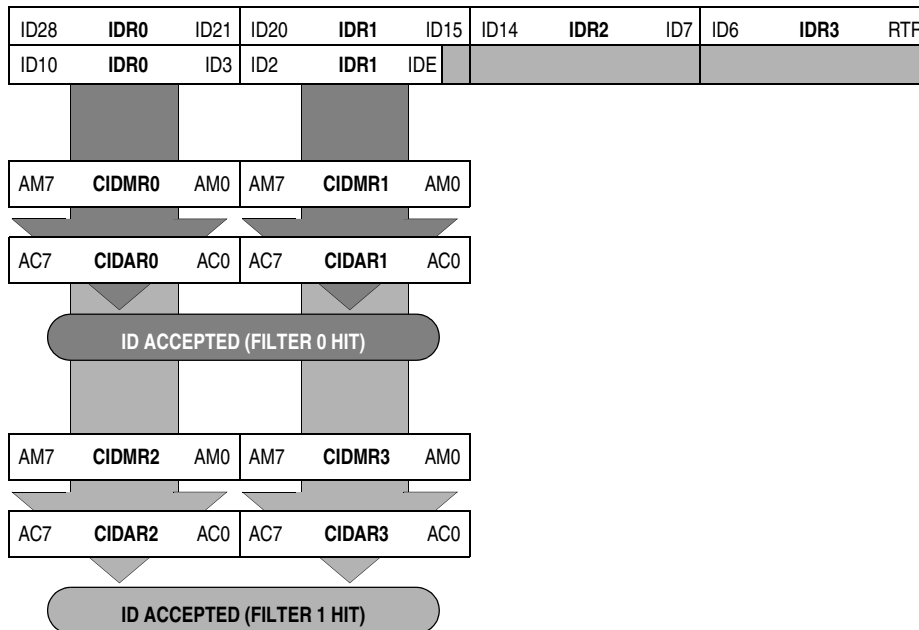 ID28 IDR0 ID21 ID20 IDR1 ID15 ID14 IDR2 ID7 ID6 IDR3 RTR
ID10 IDR0 ID3 ID2 IDR1 IDE
AM7 CIDMR0 AM0 AM7 CIDMR1 AM0
AC7 CIDAR0 AC0 AC7 CIDAR1 AC0
ID ACCEPTED (FILTER 0 HIT)
AM7 CIDMR2 AM0 AM7 CIDMR3 AM0
AC7 CIDAR2 AC0 AC7 CIDAR3 AC0
ID ACCEPTED (FILTER 1 HIT)